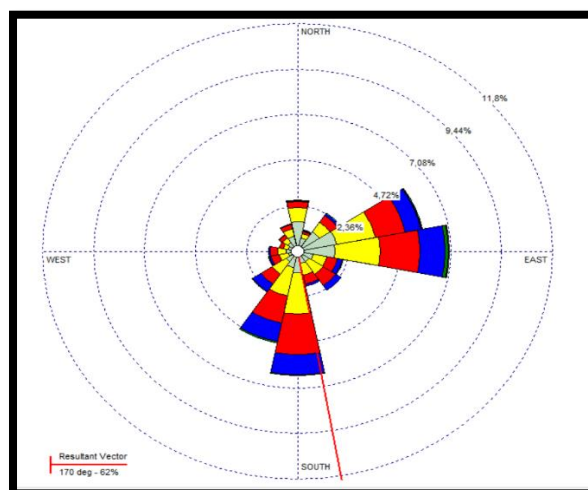 NORTH
11,8%
9,44%
7,08%
4,72%
2,36%
WEST
EAST
Resultant Vector
170 deg - 62%
SOUTH